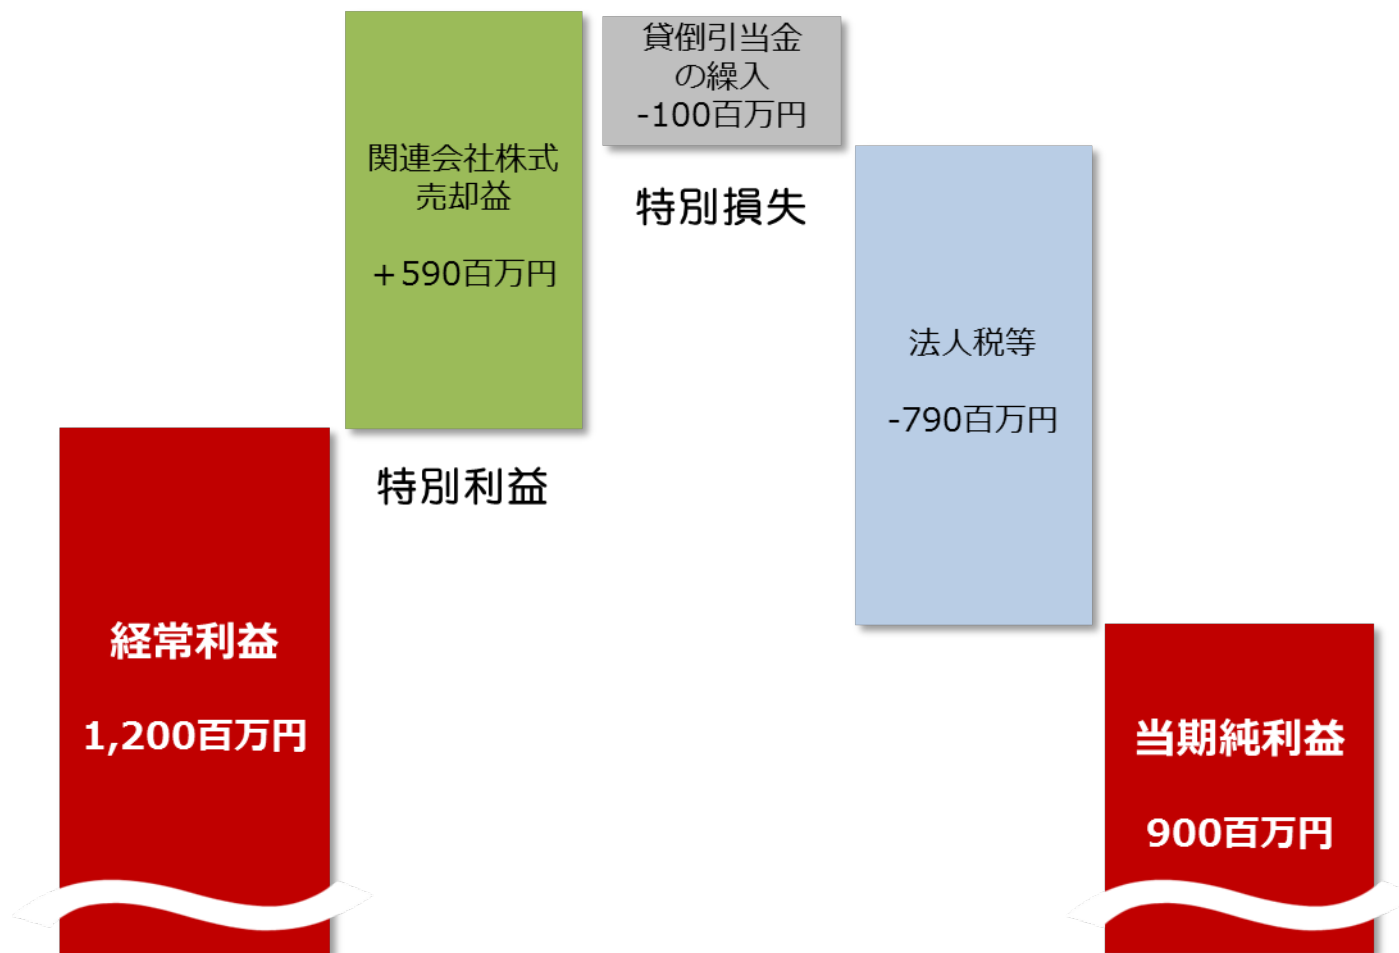 経常利益
1,200百万円
関連会社株式
売却益
+590百万円
特別利益
貸倒引当金
の繰入
-100百万円
特別損失
法人税等
-790百万円
当期純利益
900百万円